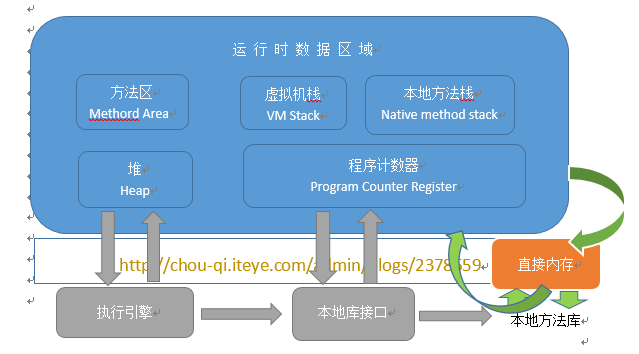 运行时数据区域
方法区
Methord Area
虚拟机栈
VM Stack
本地方法栈
Native method stack
堆
Heap
程序计数器
Program Counter Register
http://chou-qi.iteye.com/admin/blogs/2378659
直接内存
执行引擎
本地库接口
本地方法库